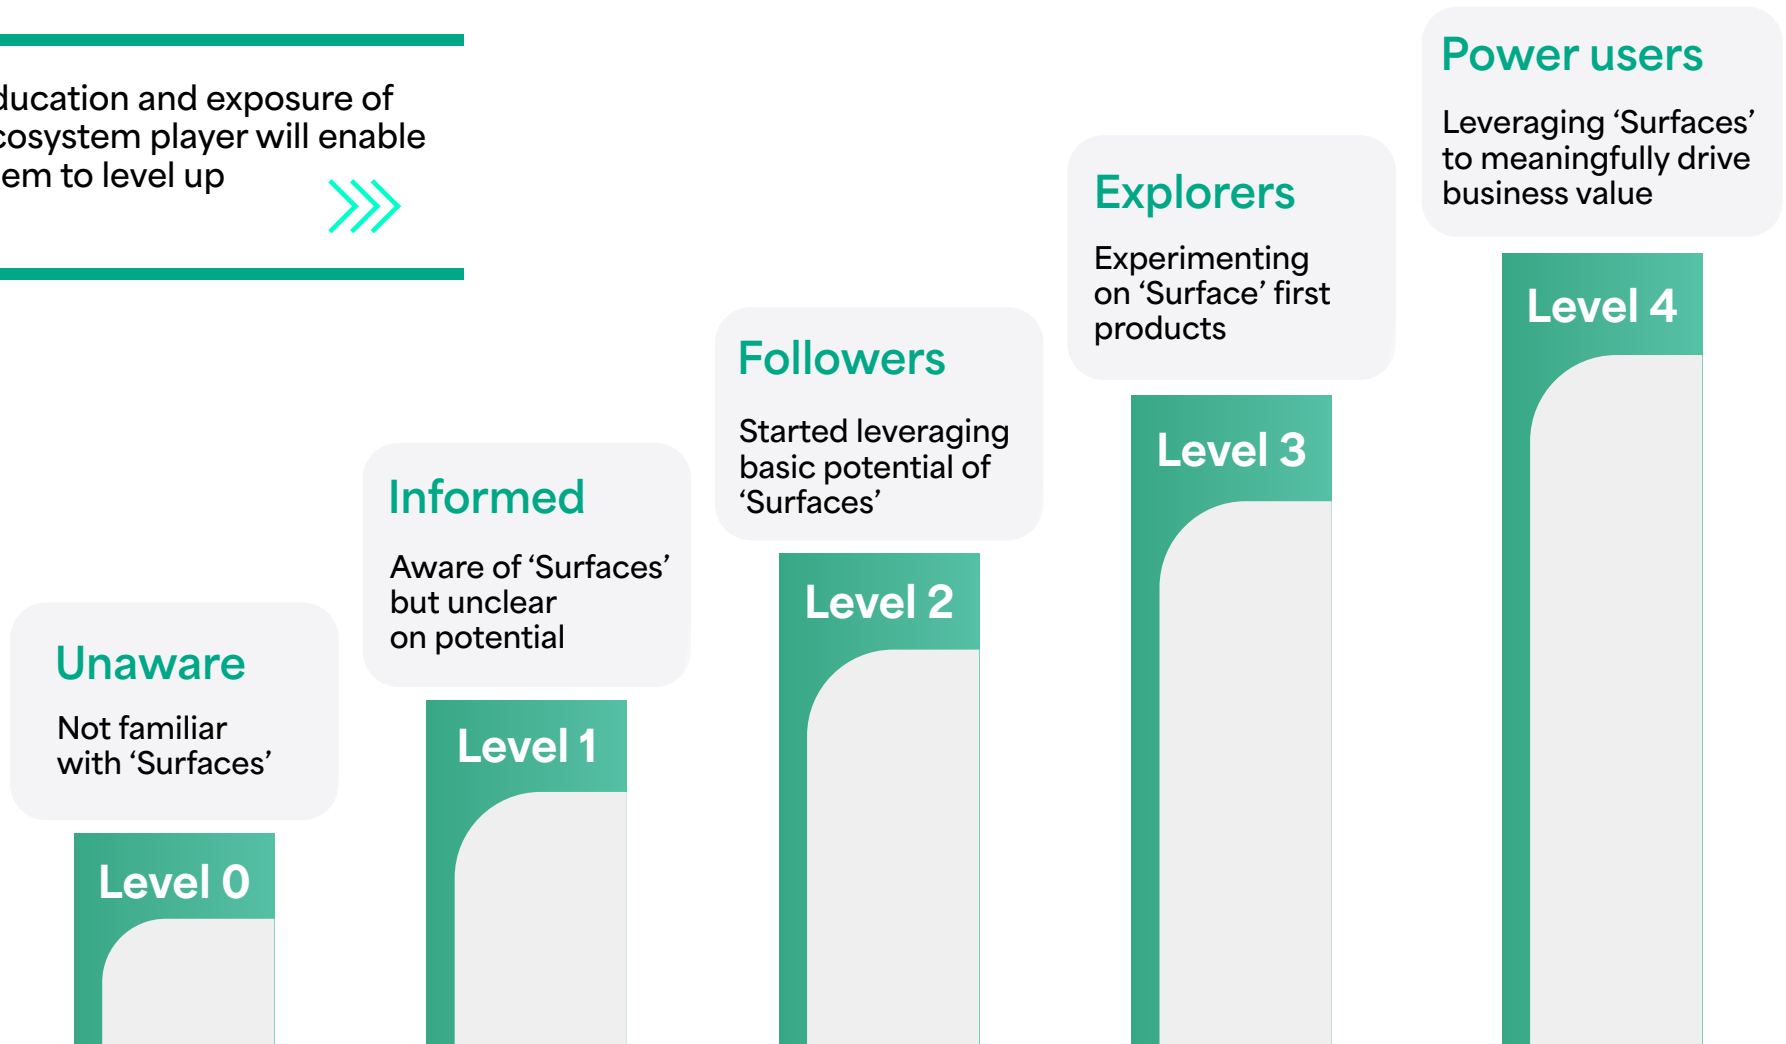 ducation and exposure of
cosystem player will enable
em to level up
Power users
Leveraging ‘Surfaces’
to meaningfully drive
business value
Level 4
Explorers
Experimenting
on ‘Surface’ first
products
Level 3
Followers
Started leveraging
basic potential of
‘Surfaces’
Level 2
Informed
Aware of ‘Surfaces’
but unclear
on potential
Level 1
Unaware
Not familiar
with ‘Surfaces’
Level 0